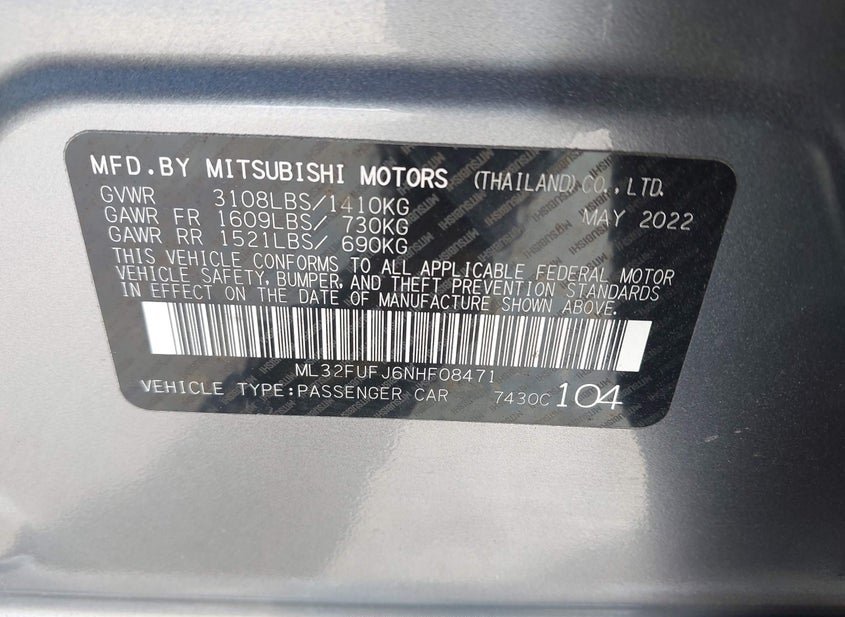 MFD.BY MITSUBISHI MOTORS (THAILAND)CO.,LTD.
GVWR 3108LBS/1410KG MAY 2022
GAWR FR 1609LBS/ 730KG
GAWR RR 1521LBS/ 690KG
THIS VEHICLE CONFORMS TO ALL APPLICABLE FEDERAL MOTOR
VEHICLE SAFETY, BUMPER, AND THEFT PREVENTION STANDARDS
IN EFFECT ON THE DATE OF MANUFACTURE SHOWN ABOVE.
ML32FUFJ6NHF08471
VEHICLE TYPE:PASSENGER CAR 7430C 104